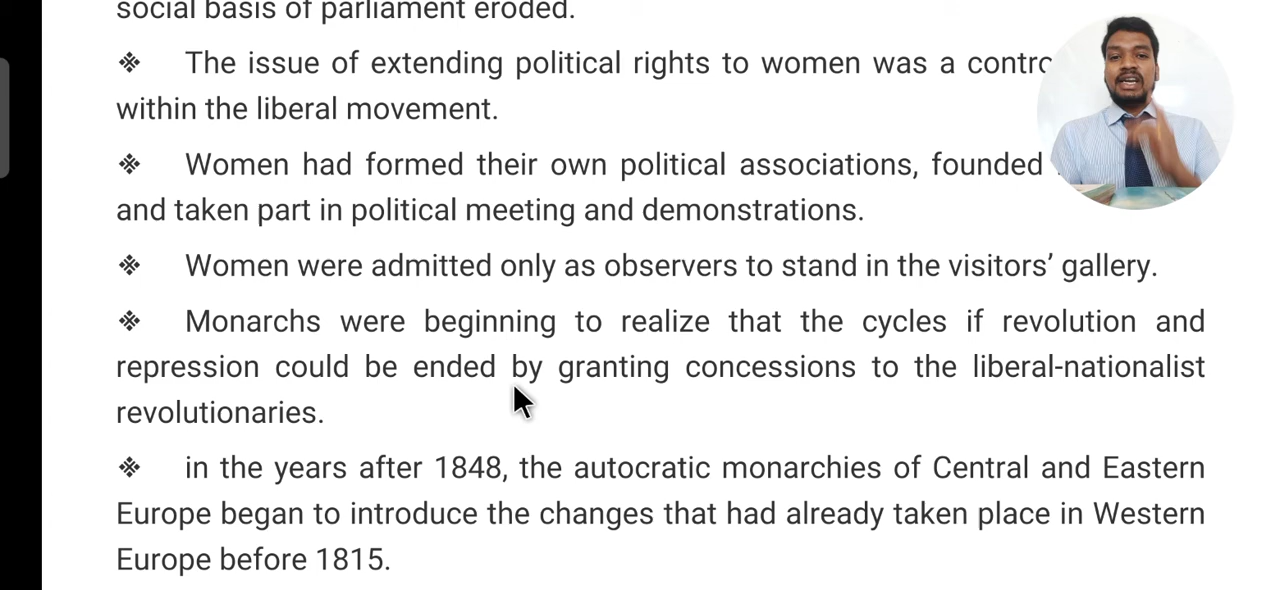 social basis of parliament eroded.
❖ The issue of extending political rights to women was a contro
within the liberal movement.
❖ Women had formed their own political associations, founded
and taken part in political meeting and demonstrations.
❖ Women were admitted only as observers to stand in the visitors’ gallery.
❖ Monarchs were beginning to realize that the cycles if revolution and
repression could be ended by granting concessions to the liberal-nationalist
revolutionaries.
❖ in the years after 1848, the autocratic monarchies of Central and Eastern
Europe began to introduce the changes that had already taken place in Western
Europe before 1815.